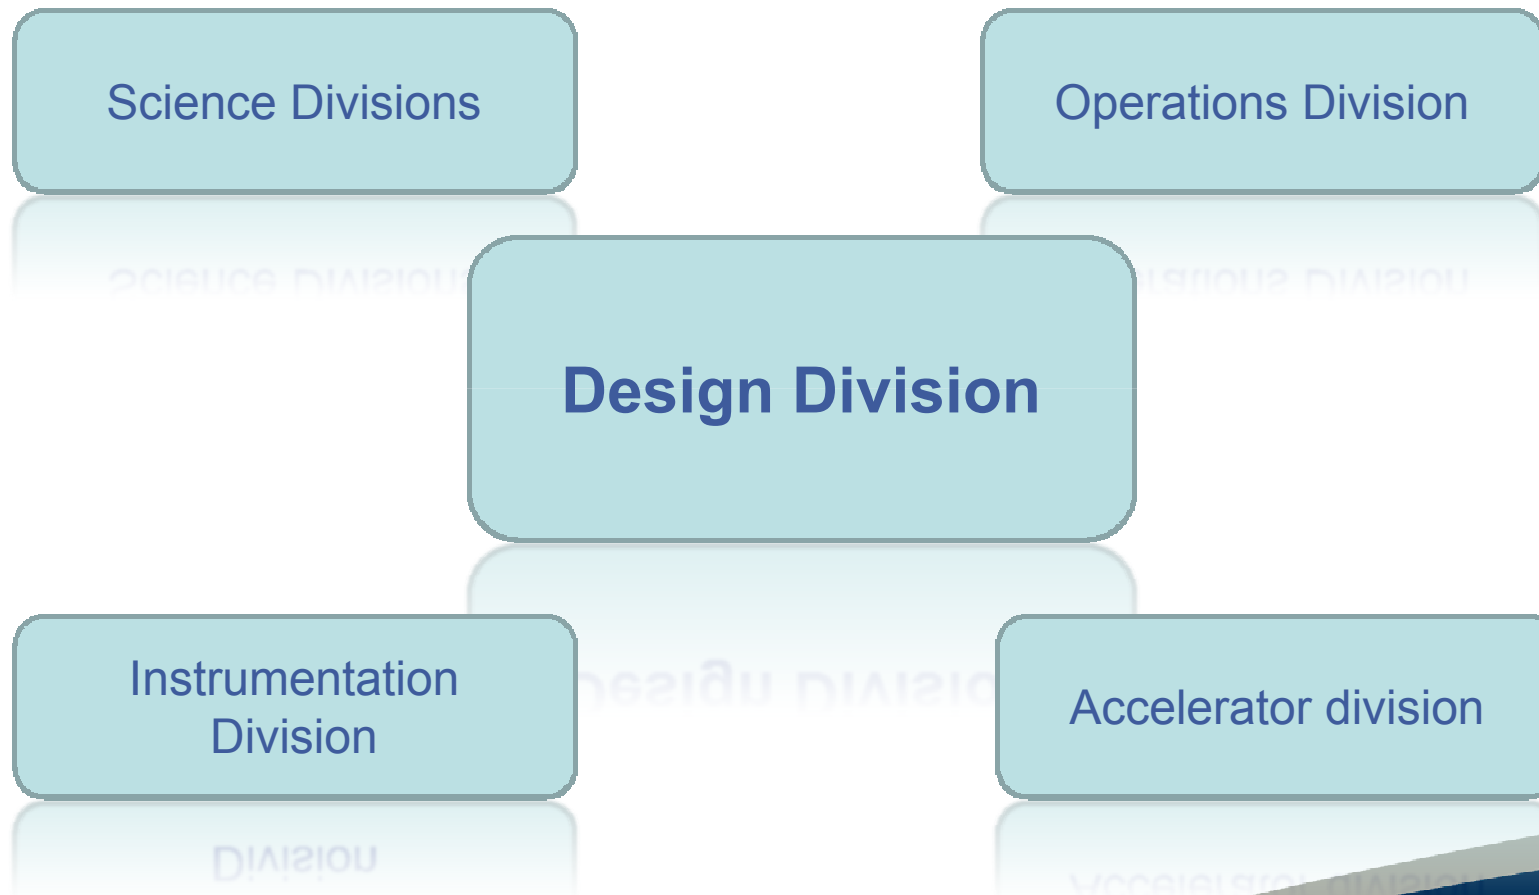 Science Divisions
Operations Division
Design Division
Instrumentation
Division
Accelerator division